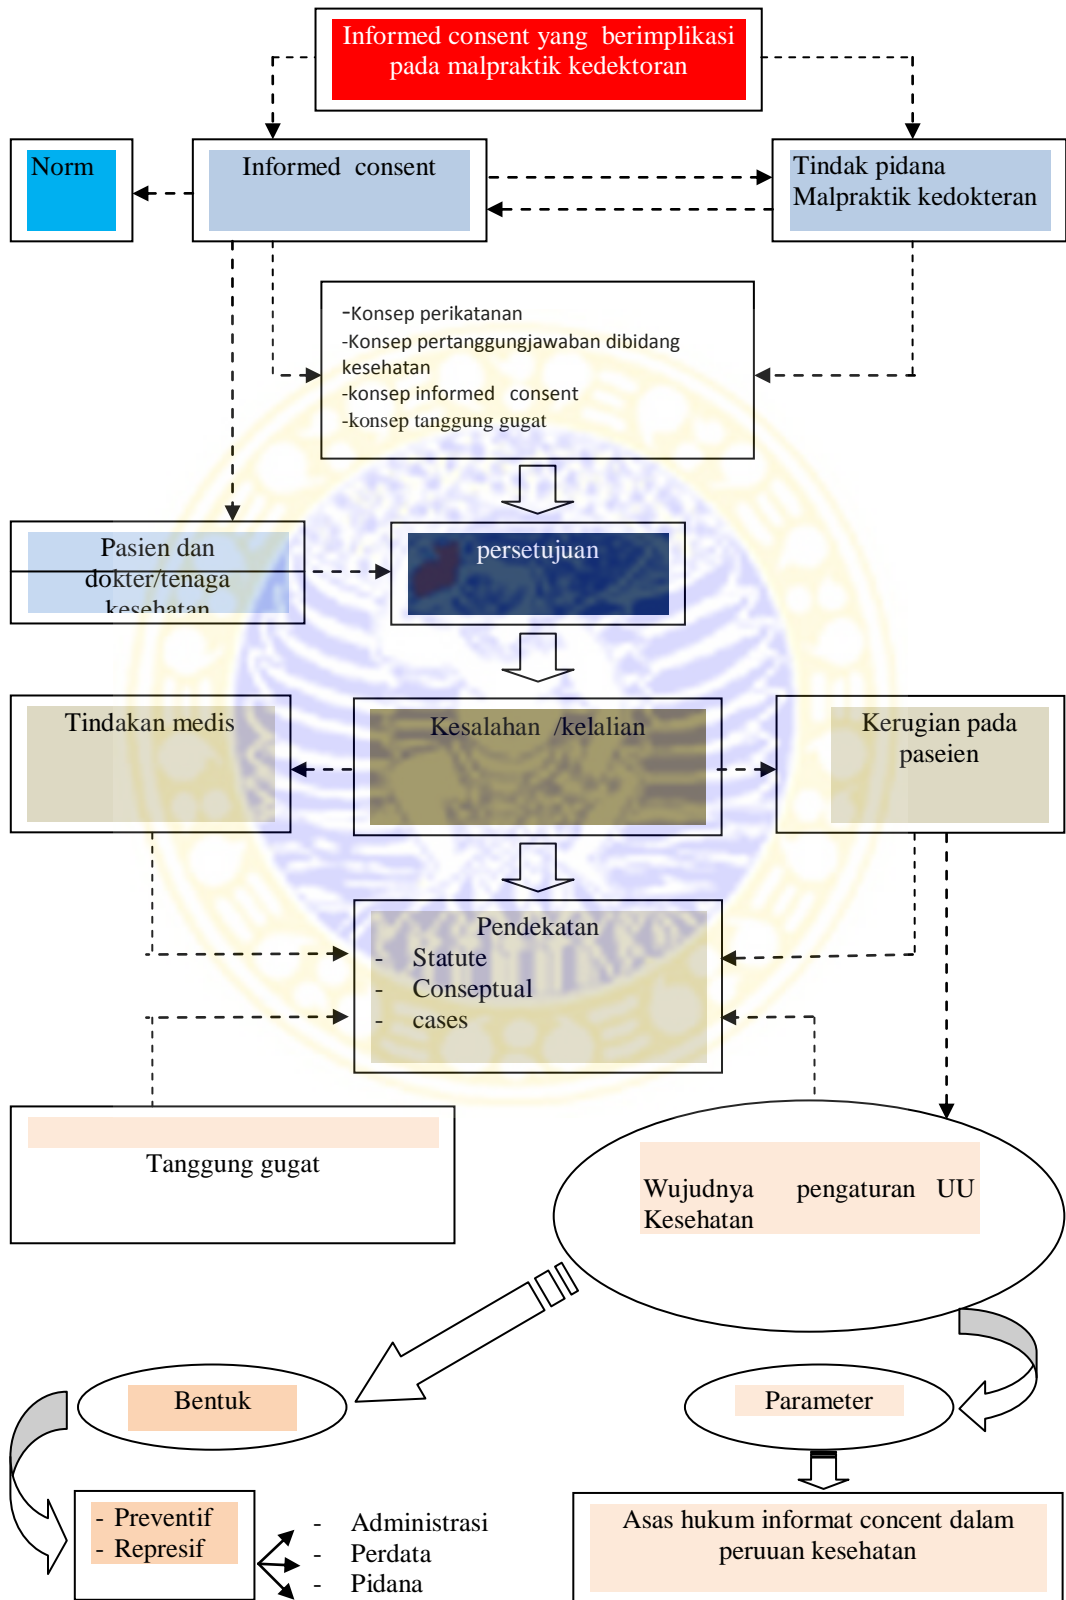 Informed consent yang berimplikasi
pada malpraktik kedektoran
Norm
Informed consent
Tindak pidana
Malpraktik kedokteran
-Konsep perikatanan
-Konsep pertanggungjawaban dibidang
kesehatan
-konsep informed consent
-konsep tanggung gugat
Pasien dan
dokter/tenaga
kesehatan
persetujuan
Tindakan medis
Kesalahan /kelalian
Kerugian pada
paseien
Pendekatan
- Statute
- Conseptual
- cases
Tanggung gugat
Wujudnya pengaturan UU
Kesehatan
Bentuk
Parameter
- Preventif
- Represif
- Administrasi
- Perdata
- Pidana
Asas hukum informat concent dalam
peruuan kesehatan